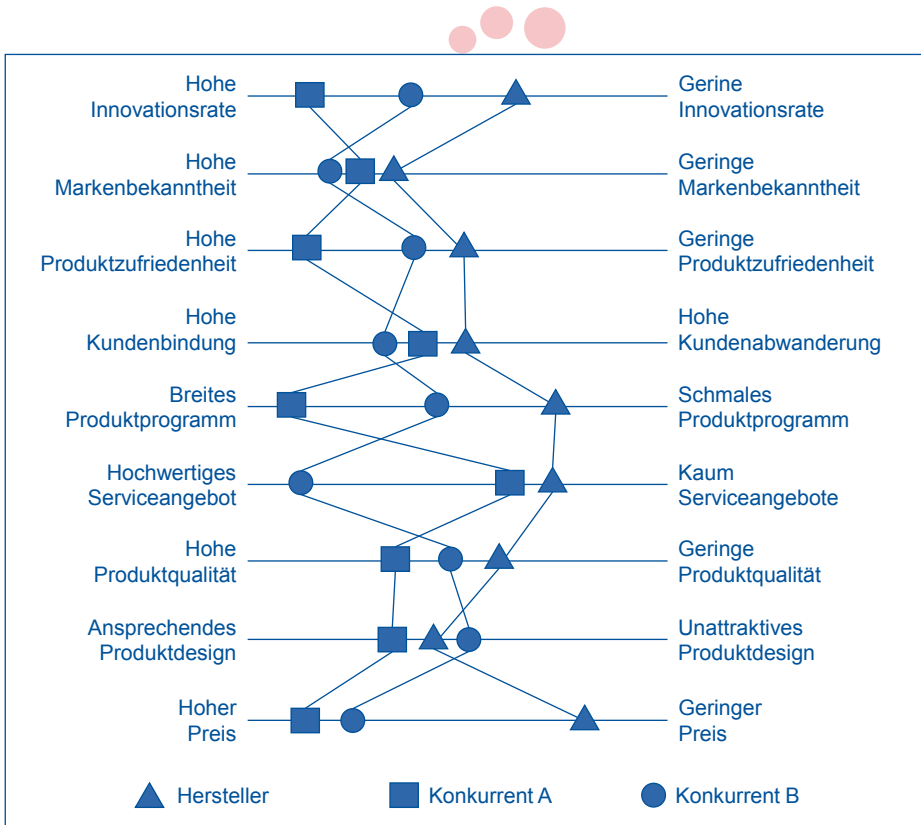 Hohe
Innovationsrate
Gerine
Innovationsrate
Hohe
Markenbekanntheit
Geringe
Markenbekanntheit
Hohe
Produktzufriedenheit
Geringe
Produktzufriedenheit
Hohe
Kundenbindung
Hohe
Kundenabwanderung
Breites
Produktprogramm
Schmales
Produktprogramm
Hochwertiges
Serviceangebot
Kaum
Serviceangebote
Hohe
Produktqualität
Geringe
Produktqualität
Ansprechendes
Produktdesign
Unattraktives
Produktdesign
Hoher
Preis
Geringer
Preis
Hersteller
Konkurrent A
Konkurrent B